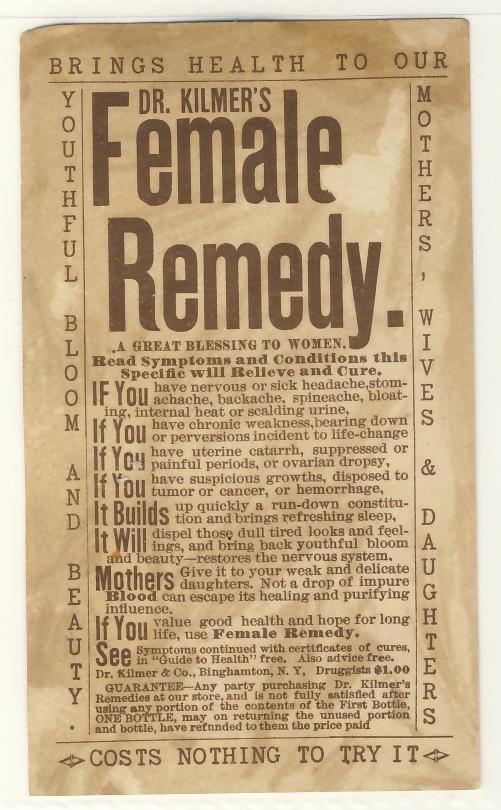 BRINGS HEALTH TO OUR
YOUTHFUL BLOOM AND BEAUTY.
DR. KILMER'S
Female
Remedy.
A GREAT BLESSING TO WOMEN.
Read Symptoms and Conditions this
Specific will Relieve and Cure.
IF You have nervous or sick headache,stom-
achache, backache, spineache, bloat-
ing, internal heat or scalding urine,
If You have chronic weakness,bearing down
or perversions incident to life-change
If You have uterine catarrh, suppressed or
painful periods, or ovarian dropsy,
If You have suspicious growths, disposed to
tumor or cancer, or hemorrhage,
It Builds up quickly a run-down constitu-
tion and brings refreshing sleep,
It Will dispel those dull tired looks and feel-
ings, and bring back youthful bloom
and beauty—restores the nervous system,
Mothers Give it to your weak and delicate
daughters. Not a drop of impure
Blood can escape its healing and purifying
influence.
If You value good health and hope for long
life, use Female Remedy.
See Symptoms continued with certificates of cures,
in "Guide to Health" free. Also advice free.
Dr. Kilmer & Co., Binghamton, N. Y., Druggists $1.00
GUARANTEE—Any party purchasing Dr. Kilmer's
Remedies at our store, and is not fully satisfied after
using any portion of the contents of the First Bottle,
ONE BOTTLE, may on returning the unused portion
and bottle, have refunded to them the price paid
MOTHERS, WIVES & DAUGHTERS
COSTS NOTHING TO TRY IT